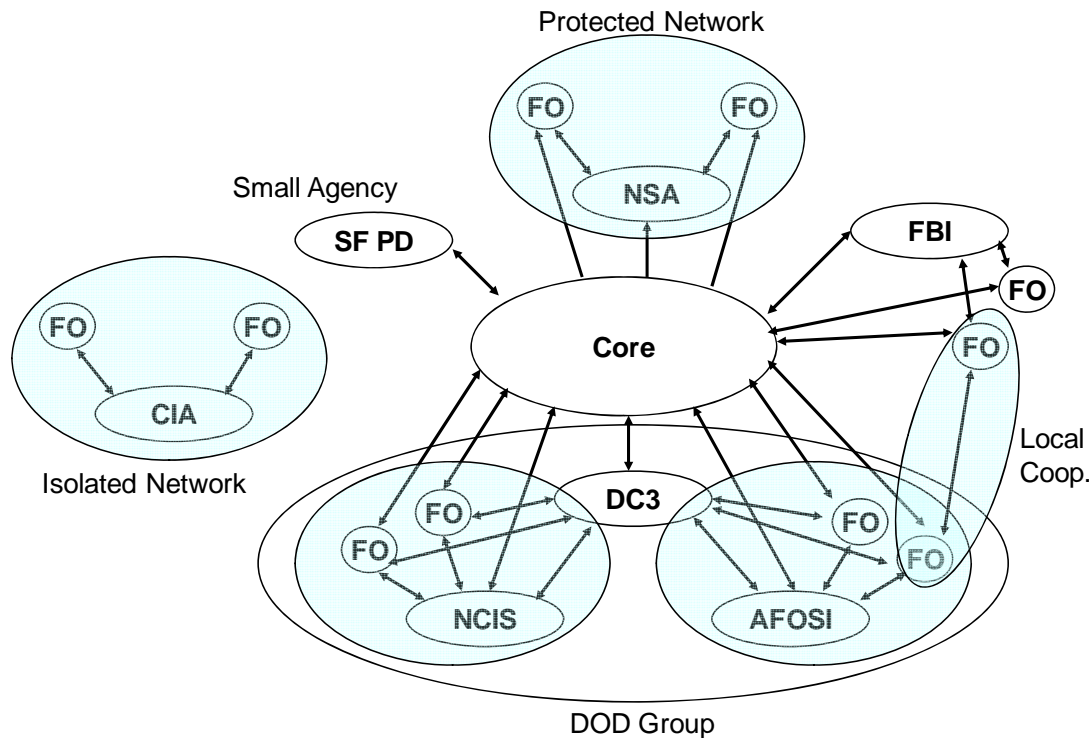 Protected Network
FO
FO
NSA
Small Agency
SF PD
FBI
FO
FO
FO
Core
FO
CIA
Isolated Network
Local
Coop.
DC3
FO
FO
FO
FO
NCIS
AFOSI
DOD Group